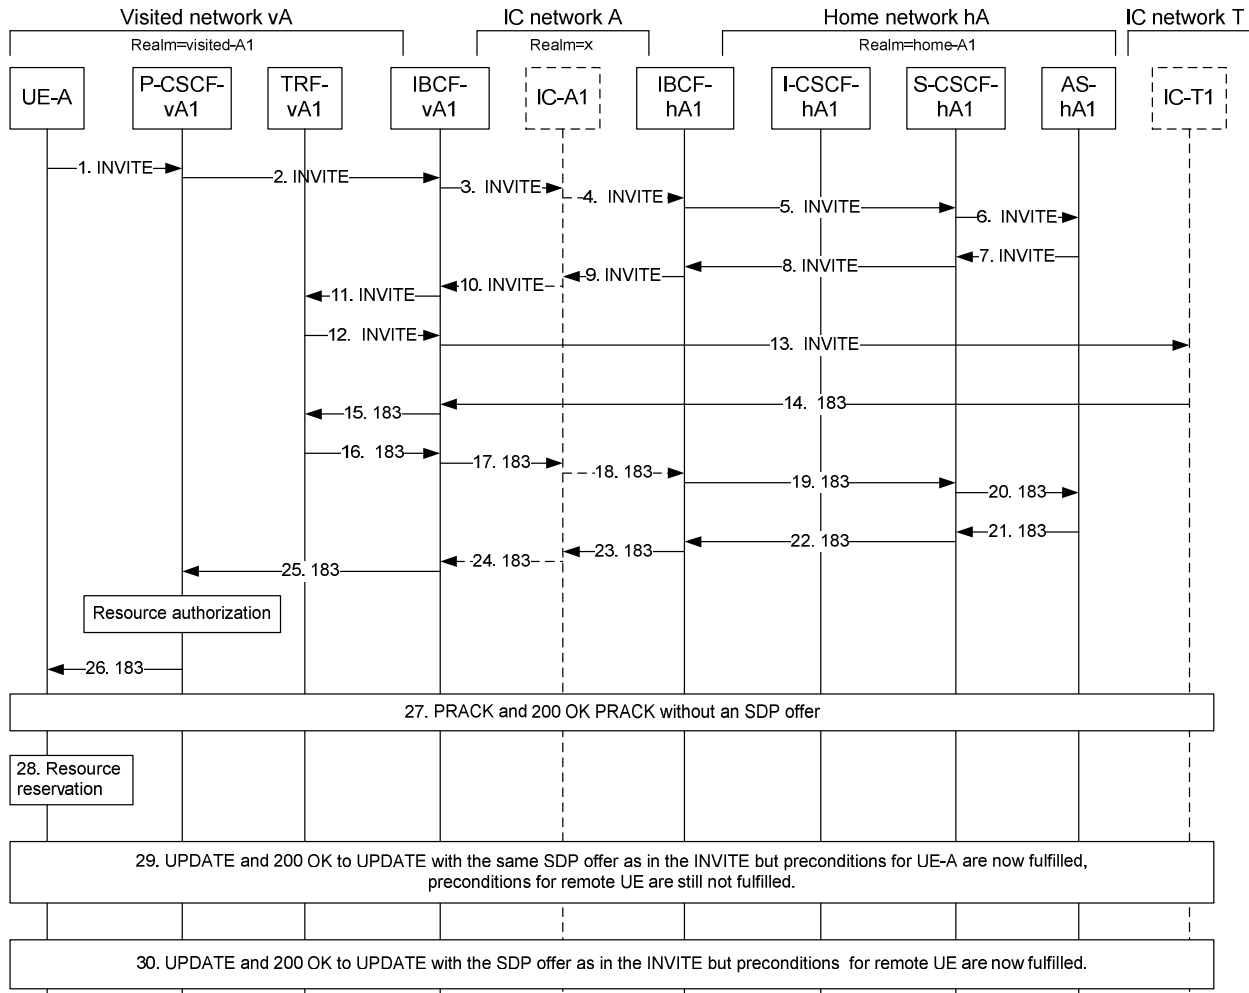 Visited network vA
IC network A
Home network hA
IC network T
Realm=visited-A1
Realm=x
Realm=home-A1
UE-A
P-CSCF-
vA1
TRF-
vA1
IBCF-
vA1
IC-A1
IBCF-
hA1
I-CSCF-
hA1
S-CSCF-
hA1
AS-
hA1
IC-T1
1. INVITE
2. INVITE
3. INVITE
4. INVITE
5. INVITE
6. INVITE
7. INVITE
8. INVITE
9. INVITE
10. INVITE
11. INVITE
12. INVITE
13. INVITE
14. 183
15. 183
16. 183
17. 183
18. 183
19. 183
20. 183
21. 183
22. 183
23. 183
24. 183
25. 183
Resource authorization
26. 183
27. PRACK and 200 OK PRACK without an SDP offer
28. Resource
reservation
29. UPDATE and 200 OK to UPDATE with the same SDP offer as in the INVITE but preconditions for UE-A are now fulfilled,
preconditions for remote UE are still not fulfilled.
30. UPDATE and 200 OK to UPDATE with the SDP offer as in the INVITE but preconditions for remote UE are now fulfilled.